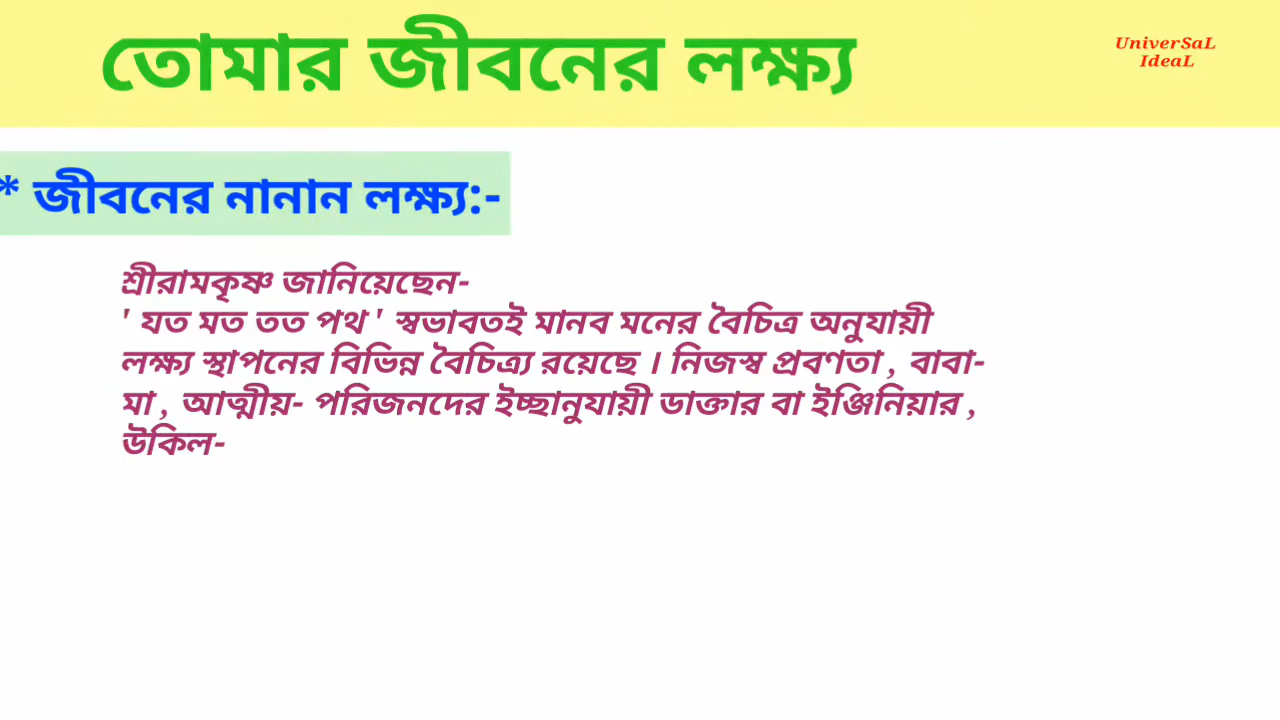 তোমার জীবনের লক্ষ্য
UniverSaL
IdeaL
* জীবনের নানান লক্ষ্য:-
শ্রীরামকৃষ্ণ জানিয়েছেন-
' যত মত তত পথ ' স্বভাবতই মানব মনের বৈচিত্র অনুযায়ী
লক্ষ্য স্থাপনের বিভিন্ন বৈচিত্র্য রয়েছে । নিজস্ব প্রবণতা , বাবা-
মা , আত্মীয়- পরিজনদের ইচ্ছানুযায়ী ডাক্তার বা ইঞ্জিনিয়ার ,
উকিল-